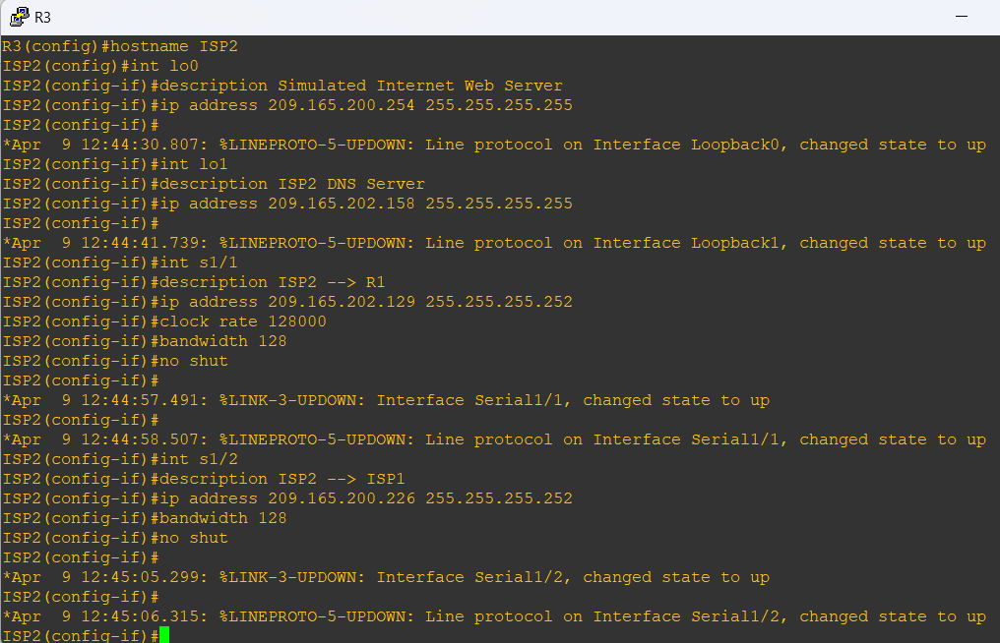 R3
R3(config)#hostname ISP2
ISP2(config)#int lo0
ISP2(config-if)#description Simulated Internet Web Server
ISP2(config-if)#ip address 209.165.200.254 255.255.255.255
ISP2(config-if)#
*Apr  9 12:44:30.807: %LINEPROTO-5-UPDOWN: Line protocol on Interface Loopback0, changed state to up
ISP2(config-if)#int lo1
ISP2(config-if)#description ISP2 DNS Server
ISP2(config-if)#ip address 209.165.202.158 255.255.255.255
ISP2(config-if)#
*Apr  9 12:44:41.739: %LINEPROTO-5-UPDOWN: Line protocol on Interface Loopback1, changed state to up
ISP2(config-if)#int s1/1
ISP2(config-if)#description ISP2 --> R1
ISP2(config-if)#ip address 209.165.202.129 255.255.255.252
ISP2(config-if)#clock rate 128000
ISP2(config-if)#bandwidth 128
ISP2(config-if)#no shut
ISP2(config-if)#
*Apr  9 12:44:57.491: %LINK-3-UPDOWN: Interface Serial1/1, changed state to up
ISP2(config-if)#
*Apr  9 12:44:58.507: %LINEPROTO-5-UPDOWN: Line protocol on Interface Serial1/1, changed state to up
ISP2(config-if)#int s1/2
ISP2(config-if)#description ISP2 --> ISP1
ISP2(config-if)#ip address 209.165.200.226 255.255.255.252
ISP2(config-if)#bandwidth 128
ISP2(config-if)#no shut
ISP2(config-if)#
*Apr  9 12:45:05.299: %LINK-3-UPDOWN: Interface Serial1/2, changed state to up
ISP2(config-if)#
*Apr  9 12:45:06.315: %LINEPROTO-5-UPDOWN: Line protocol on Interface Serial1/2, changed state to up
ISP2(config-if)#